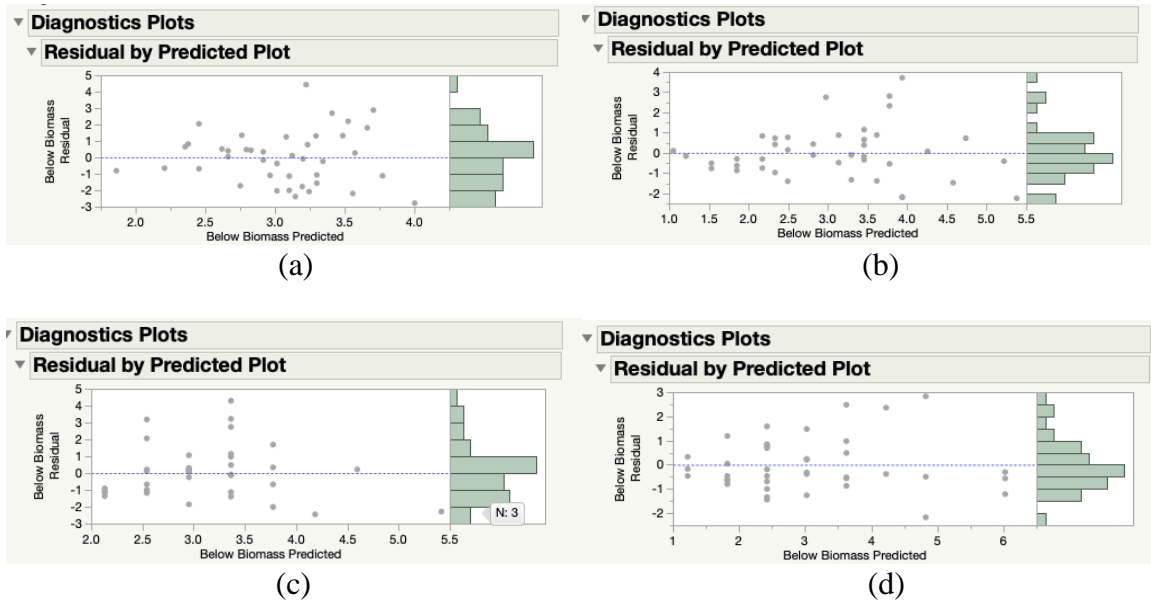 Diagnostics Plots
Residual by Predicted Plot
Below Biomass
Residual
5
4
3
2
1
0
-1
-2
-3
2.0 2.5 3.0 3.5 4.0
Below Biomass Predicted
(a)
Diagnostics Plots
Residual by Predicted Plot
Below Biomass
Residual
4
3
2
1
0
-1
-2
1.0 1.5 2.0 2.5 3.0 3.5 4.0 4.5 5.0 5.5
Below Biomass Predicted
(b)
Diagnostics Plots
Residual by Predicted Plot
Below Biomass
Residual
5
4
3
2
1
0
-1
-2
-3
N: 3
2.0 2.5 3.0 3.5 4.0 4.5 5.0 5.5
Below Biomass Predicted
(c)
Diagnostics Plots
Residual by Predicted Plot
Below Biomass
Residual
3
2
1
0
-1
-2
1 2 3 4 5 6
Below Biomass Predicted
(d)